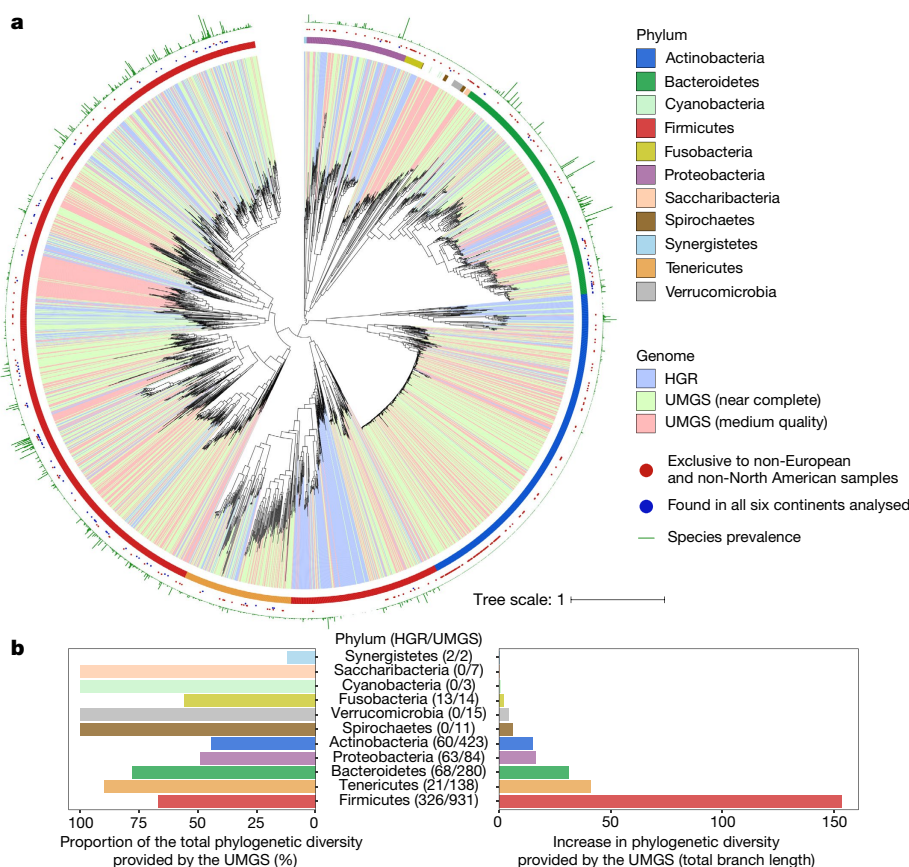 a
Phylum
Actinobacteria
Bacteroidetes
Cyanobacteria
Firmicutes
Fusobacteria
Proteobacteria
Saccharibacteria
Spirochaetes
Synergistetes
Tenericutes
Verrucomicrobia
Genome
HGR
UMGS (near complete)
UMGS (medium quality)
Exclusive to non-European
and non-North American samples
Found in all six continents analysed
Species prevalence
Tree scale: 1
b
Phylum (HGR/UMGS)
Synergistetes (2/2)
Saccharibacteria (0/7)
Cyanobacteria (0/3)
Fusobacteria (13/14)
Verrucomicrobia (0/15)
Spirochaetes (0/11)
Actinobacteria (60/423)
Proteobacteria (63/84)
Bacteroidetes (68/280)
Tenericutes (21/138)
Firmicutes (326/931)
100 75 50 25 0
Proportion of the total phylogenetic diversity
provided by the UMGS (%)
0 50 100 150
Increase in phylogenetic diversity
provided by the UMGS (total branch length)